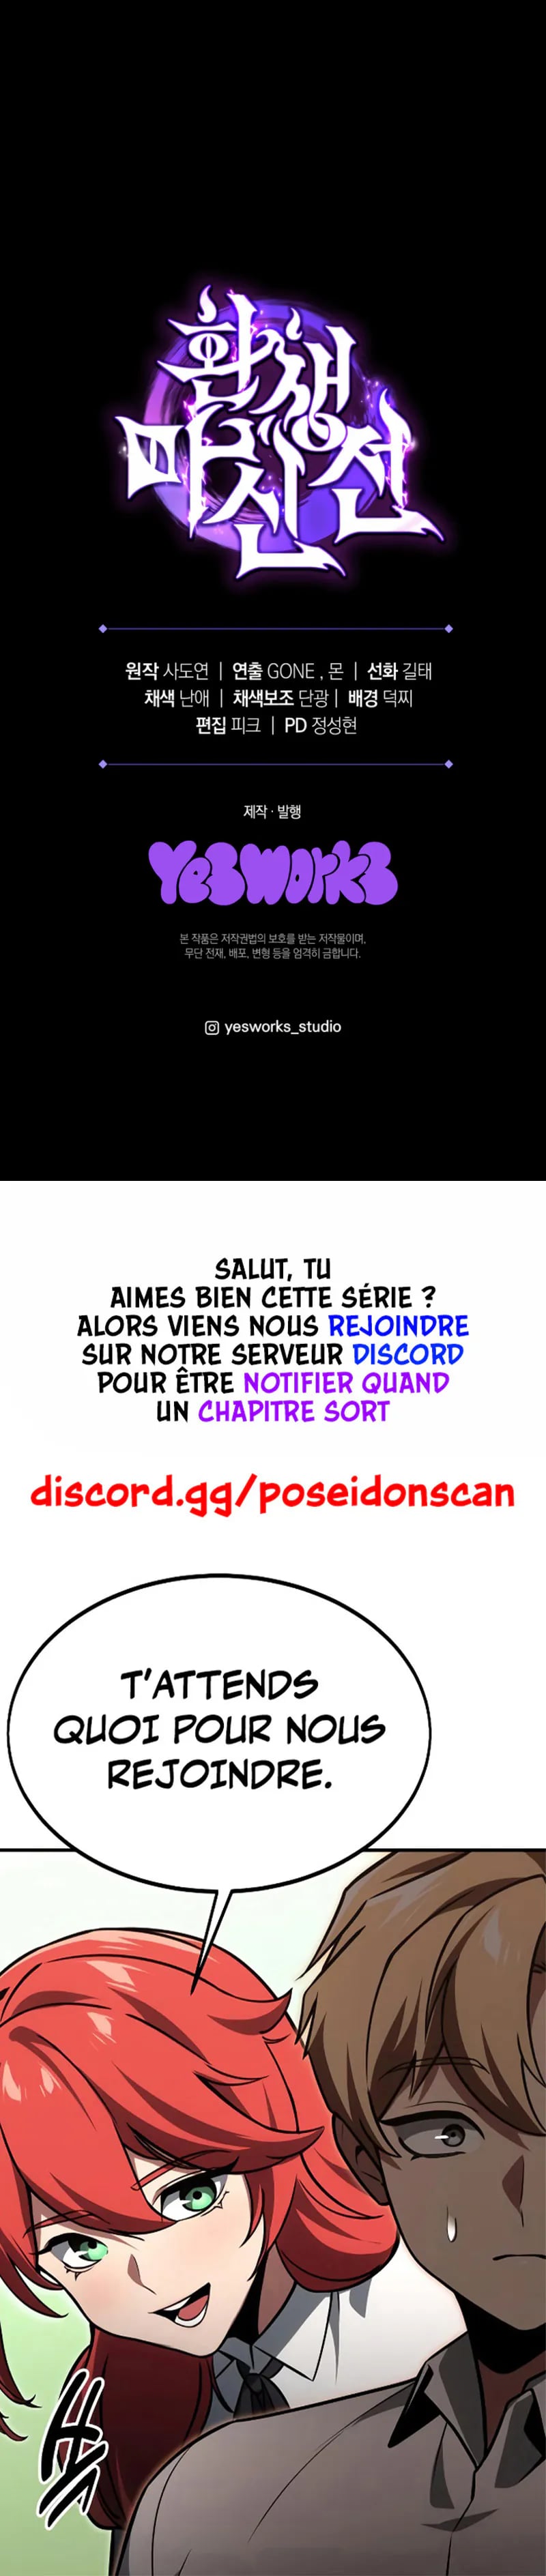 환생
마신전
원작 사도연 | 연출 GONE , 몬 | 선화 길태
채색 난애 | 채색보조 단광 | 배경 덕찌
편집 피크 | PD 정성현
제작 · 발행
YESWORKS
본 작품은 저작권법의 보호를 받는 저작물이며,
무단 전재, 배포, 변형 등을 엄격히 금합니다.
yesworks_studio
SALUT, TU
AIMES BIEN CETTE SÉRIE ?
ALORS VIENS NOUS REJOINDRE
SUR NOTRE SERVEUR DISCORD
POUR ÊTRE NOTIFIER QUAND
UN CHAPITRE SORT
discord.gg/poseidonscan
T'ATTENDS
QUOI POUR NOUS
REJOINDRE.